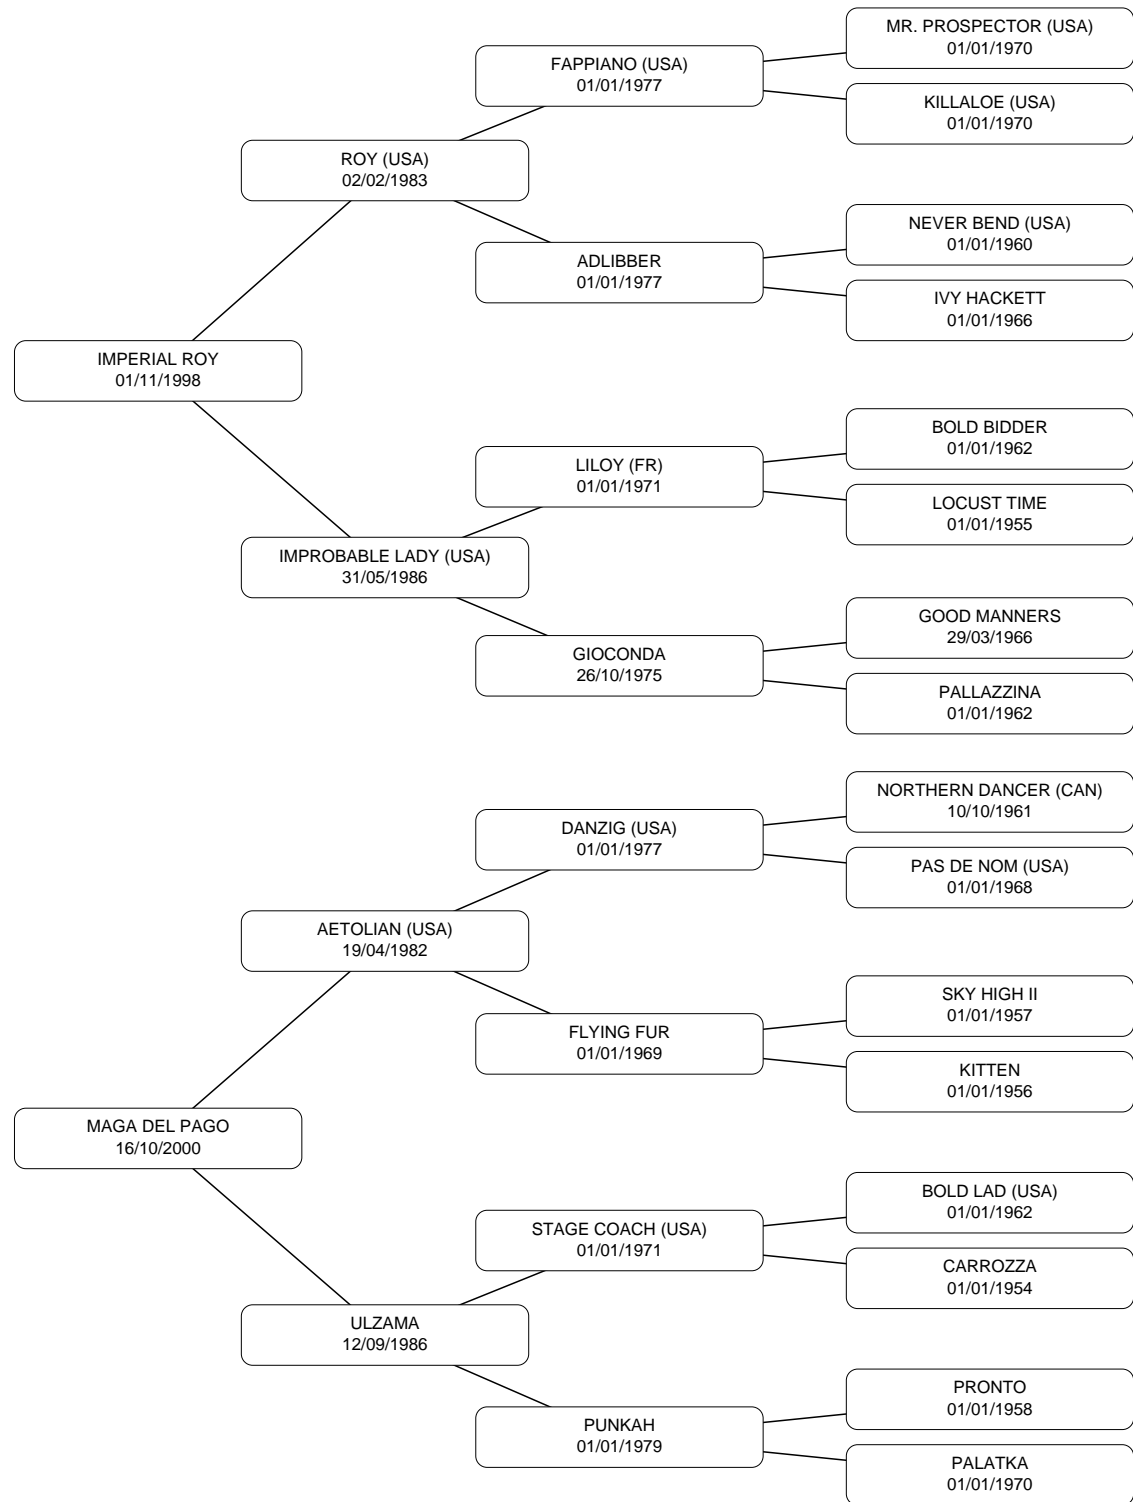 MR. PROSPECTOR (USA)
01/01/1970
FAPPIANO (USA)
01/01/1977
KILLALOE (USA)
01/01/1970
ROY (USA)
02/02/1983
NEVER BEND (USA)
01/01/1960
ADLIBBER
01/01/1977
IVY HACKETT
01/01/1966
IMPERIAL ROY
01/11/1998
BOLD BIDDER
01/01/1962
LILOY (FR)
01/01/1971
LOCUST TIME
01/01/1955
IMPROBABLE LADY (USA)
31/05/1986
GOOD MANNERS
29/03/1966
GIOCONDA
26/10/1975
PALLAZZINA
01/01/1962
NORTHERN DANCER (CAN)
10/10/1961
DANZIG (USA)
01/01/1977
PAS DE NOM (USA)
01/01/1968
AETOLIAN (USA)
19/04/1982
SKY HIGH II
01/01/1957
FLYING FUR
01/01/1969
KITTEN
01/01/1956
MAGA DEL PAGO
16/10/2000
BOLD LAD (USA)
01/01/1962
STAGE COACH (USA)
01/01/1971
CARROZZA
01/01/1954
ULZAMA
12/09/1986
PRONTO
01/01/1958
PUNKAH
01/01/1979
PALATKA
01/01/1970